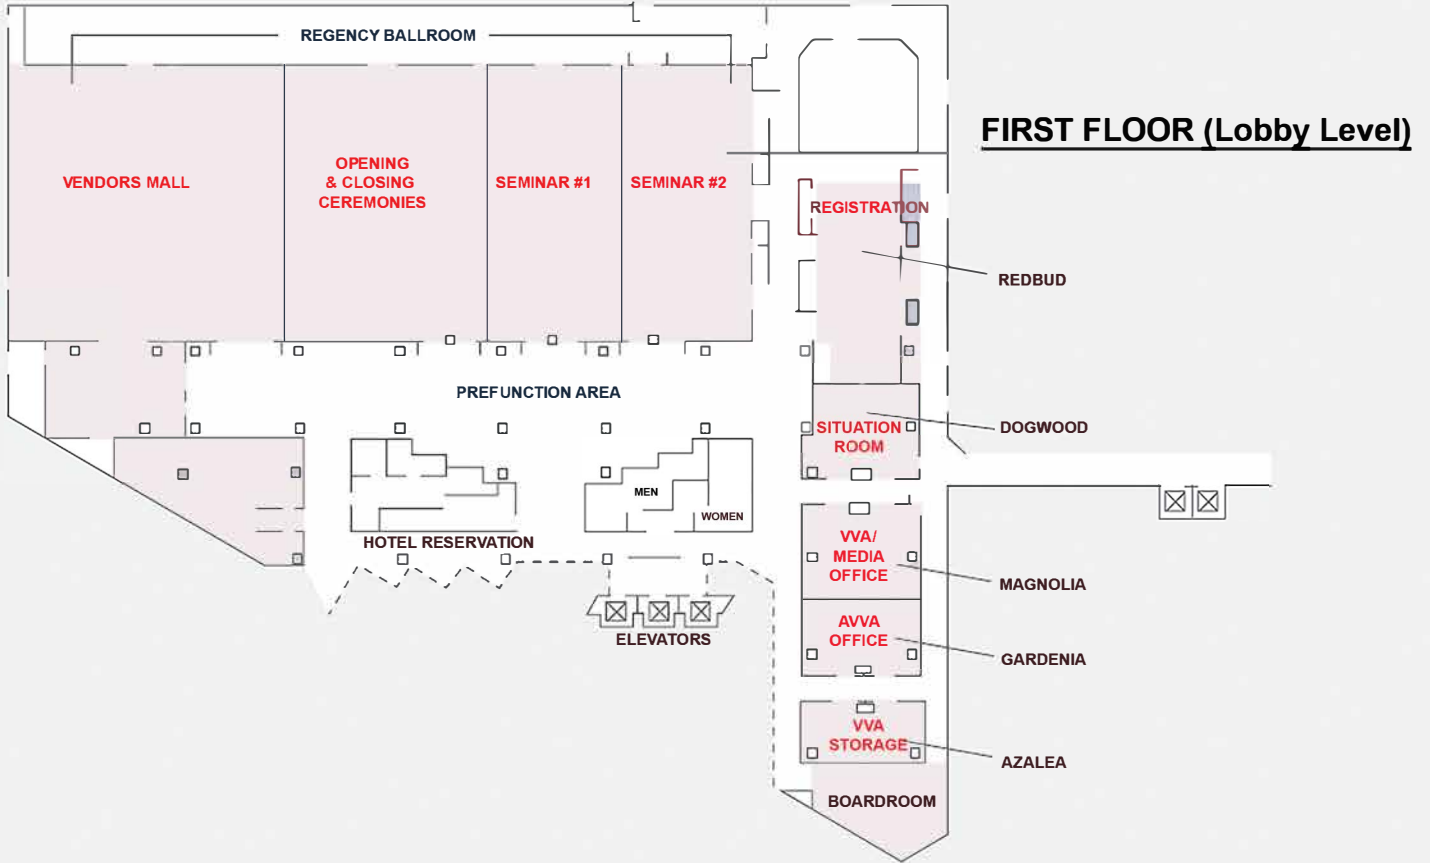 REGENCY BALLROOM
FIRST FLOOR (Lobby Level)
VENDORS MALL
OPENING
& CLOSING
CEREMONIES
SEMINAR #1
SEMINAR #2
REGISTRATION
REDBUD
PREFUNCTION AREA
SITUATION
ROOM
DOGWOOD
MEN
WOMEN
HOTEL RESERVATION
ELEVATORS
VVA/
MEDIA
OFFICE
MAGNOLIA
AVVA
OFFICE
GARDENIA
VVA
STORAGE
AZALEA
BOARDROOM